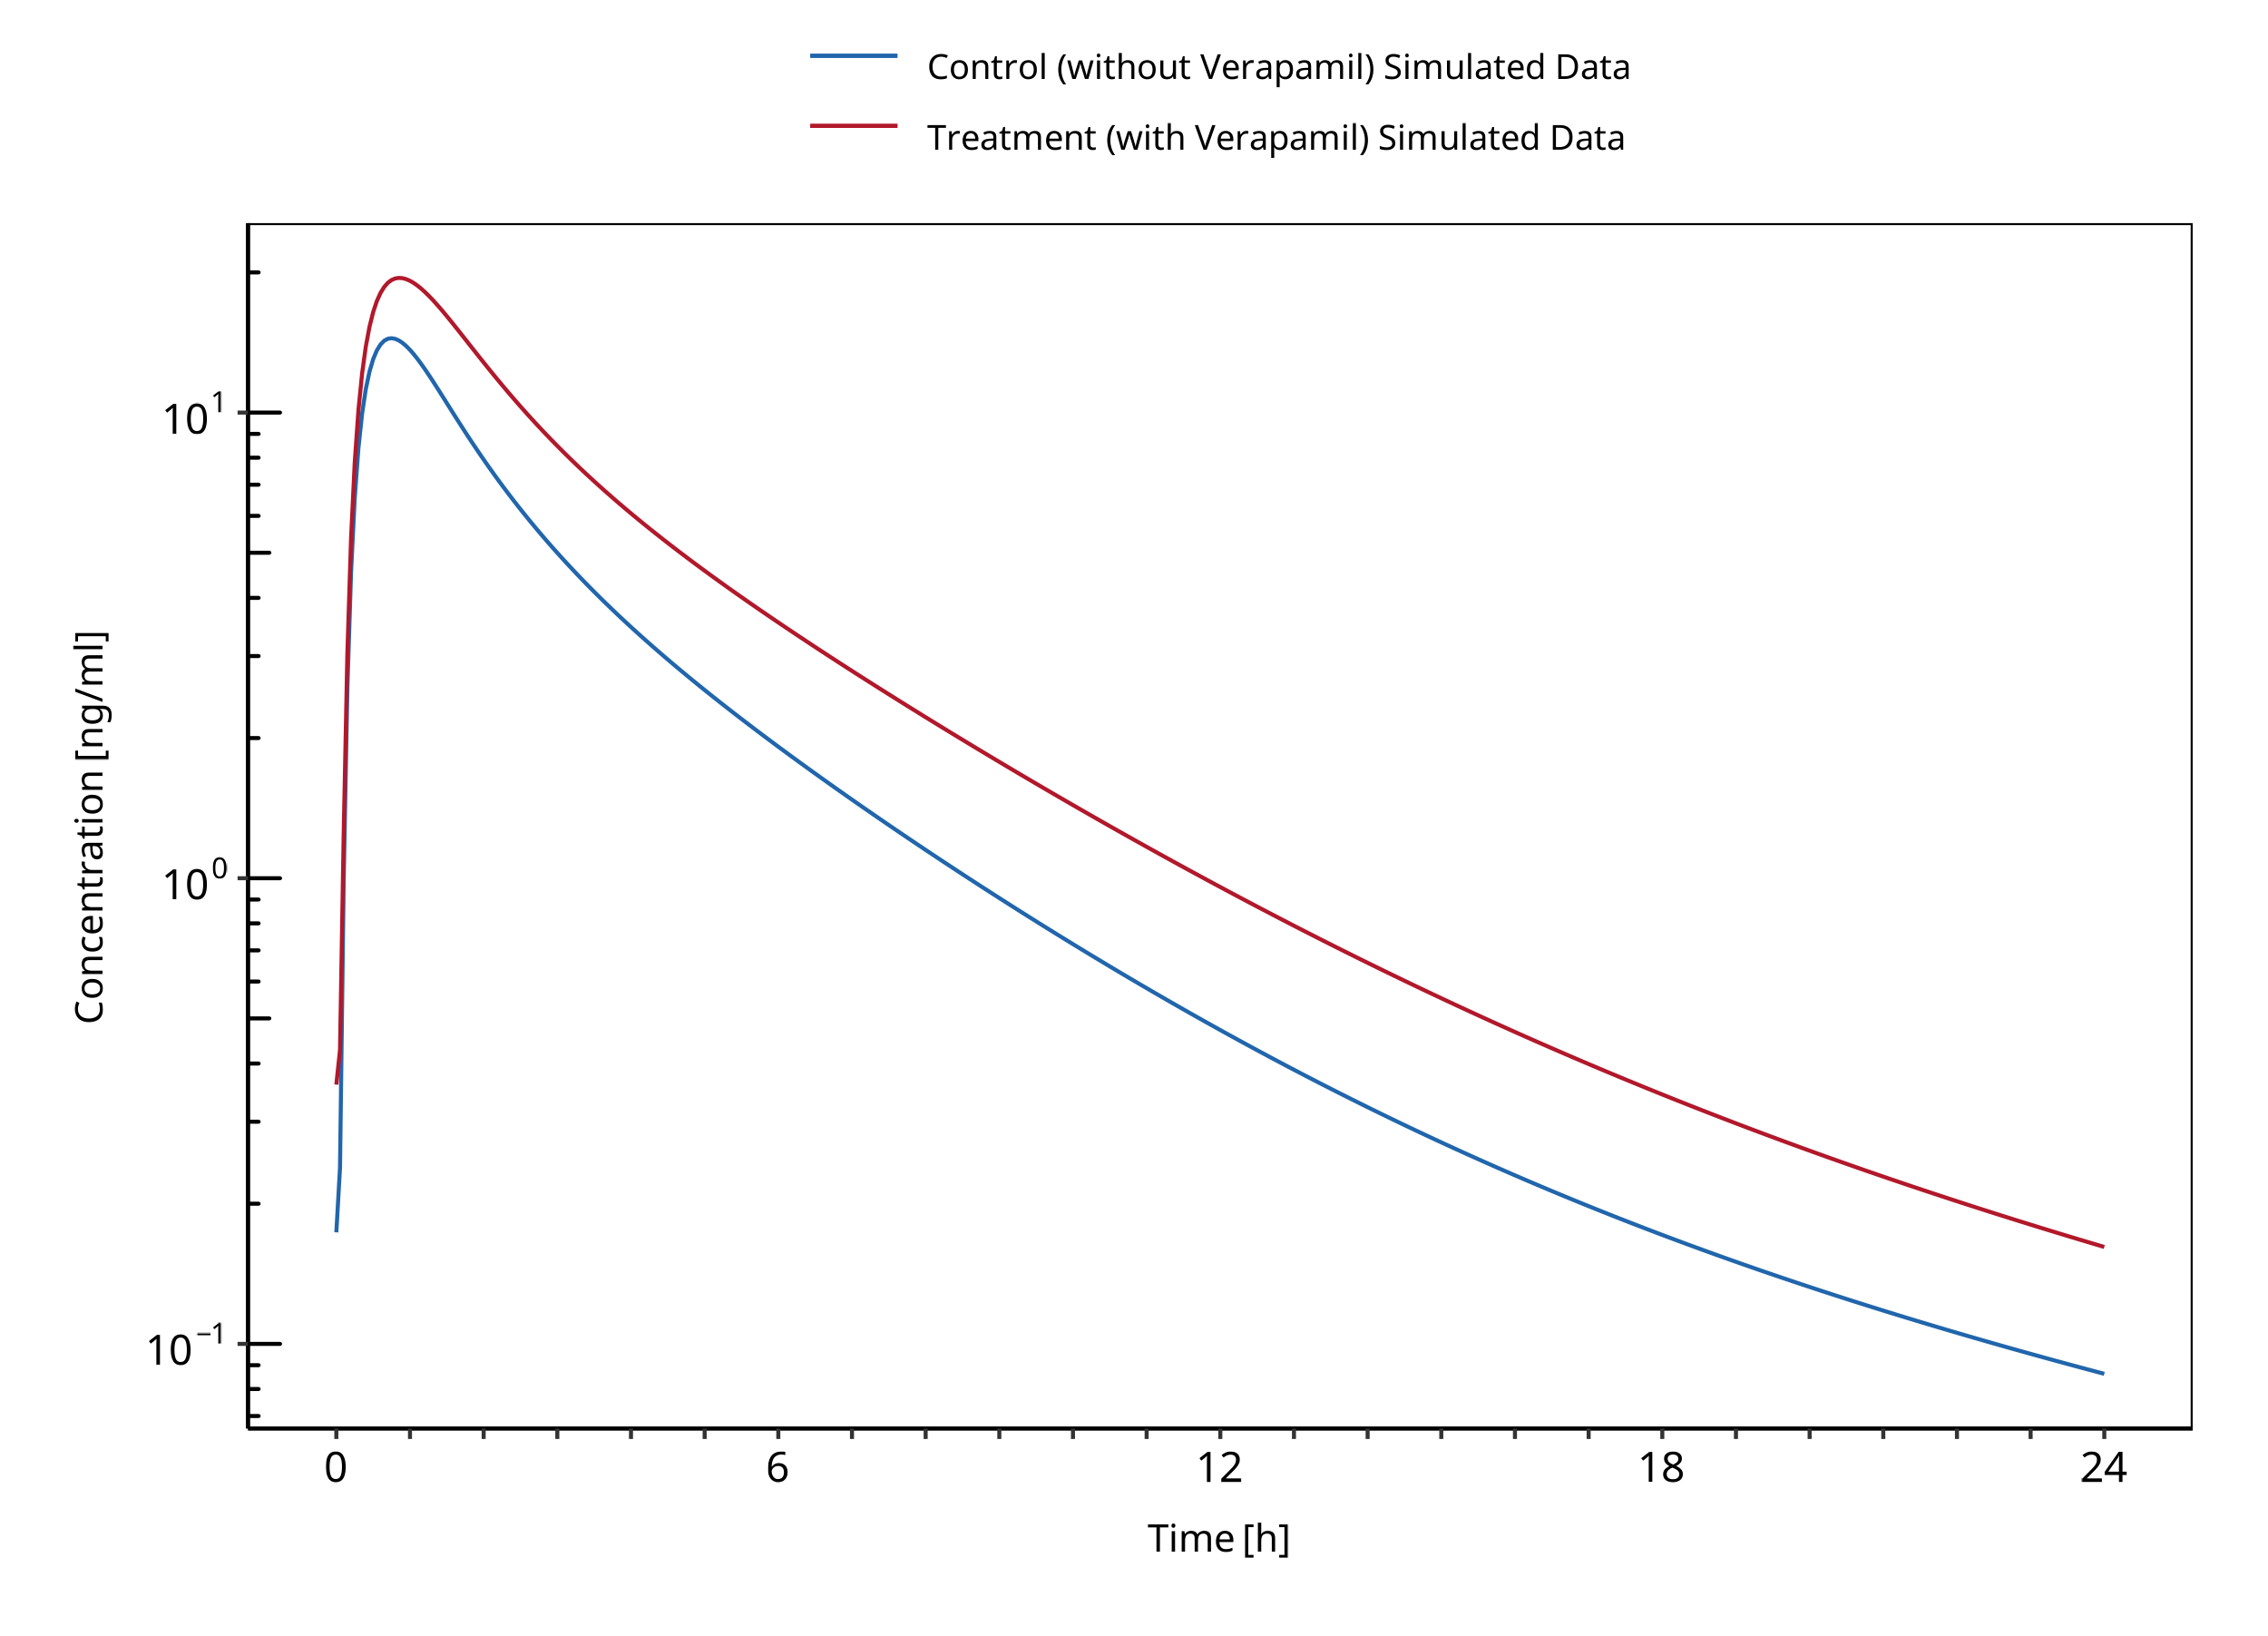 Control (without Verapamil) Simulated Data
Treatment (with Verapamil) Simulated Data
Concentration [ng/ml]
10¹
10⁰
10⁻¹
0 6 12 18 24
Time [h]